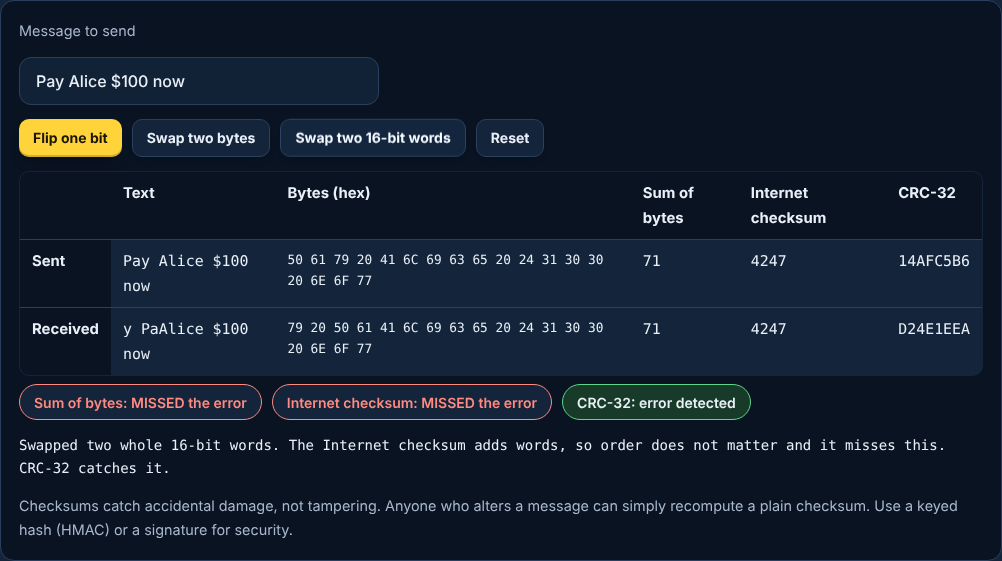 Message to send
Pay Alice $100 now
Flip one bit Swap two bytes Swap two 16-bit words Reset
Text Bytes (hex) Sum of bytes Internet checksum CRC-32
Sent Pay Alice $100 now 50 61 79 20 41 6C 69 63 65 20 24 31 30 30 20 6E 6F 77 71 4247 14AFC5B6
Received y PaAlice $100 now 79 20 50 61 41 6C 69 63 65 20 24 31 30 30 20 6E 6F 77 71 4247 D24E1EEA
Sum of bytes: MISSED the error Internet checksum: MISSED the error CRC-32: error detected
Swapped two whole 16-bit words. The Internet checksum adds words, so order does not matter and it misses this.
CRC-32 catches it.
Checksums catch accidental damage, not tampering. Anyone who alters a message can simply recompute a plain checksum. Use a keyed
hash (HMAC) or a signature for security.